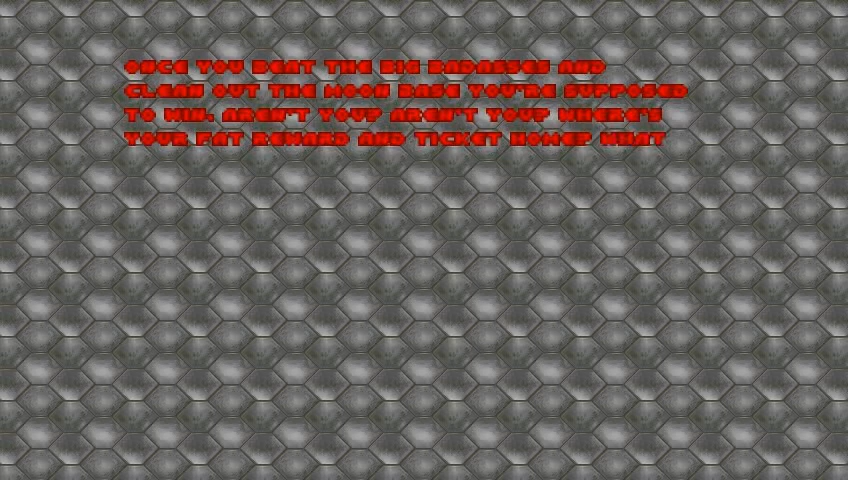 ONCE YOU BEAT THE BIG BADASSES AND
CLEAN OUT THE MOON BASE YOU'RE SUPPOSED
TO WIN, AREN'T YOU? AREN'T YOU? WHERE'S
YOUR FAT REWARD AND TICKET HOME? WHAT